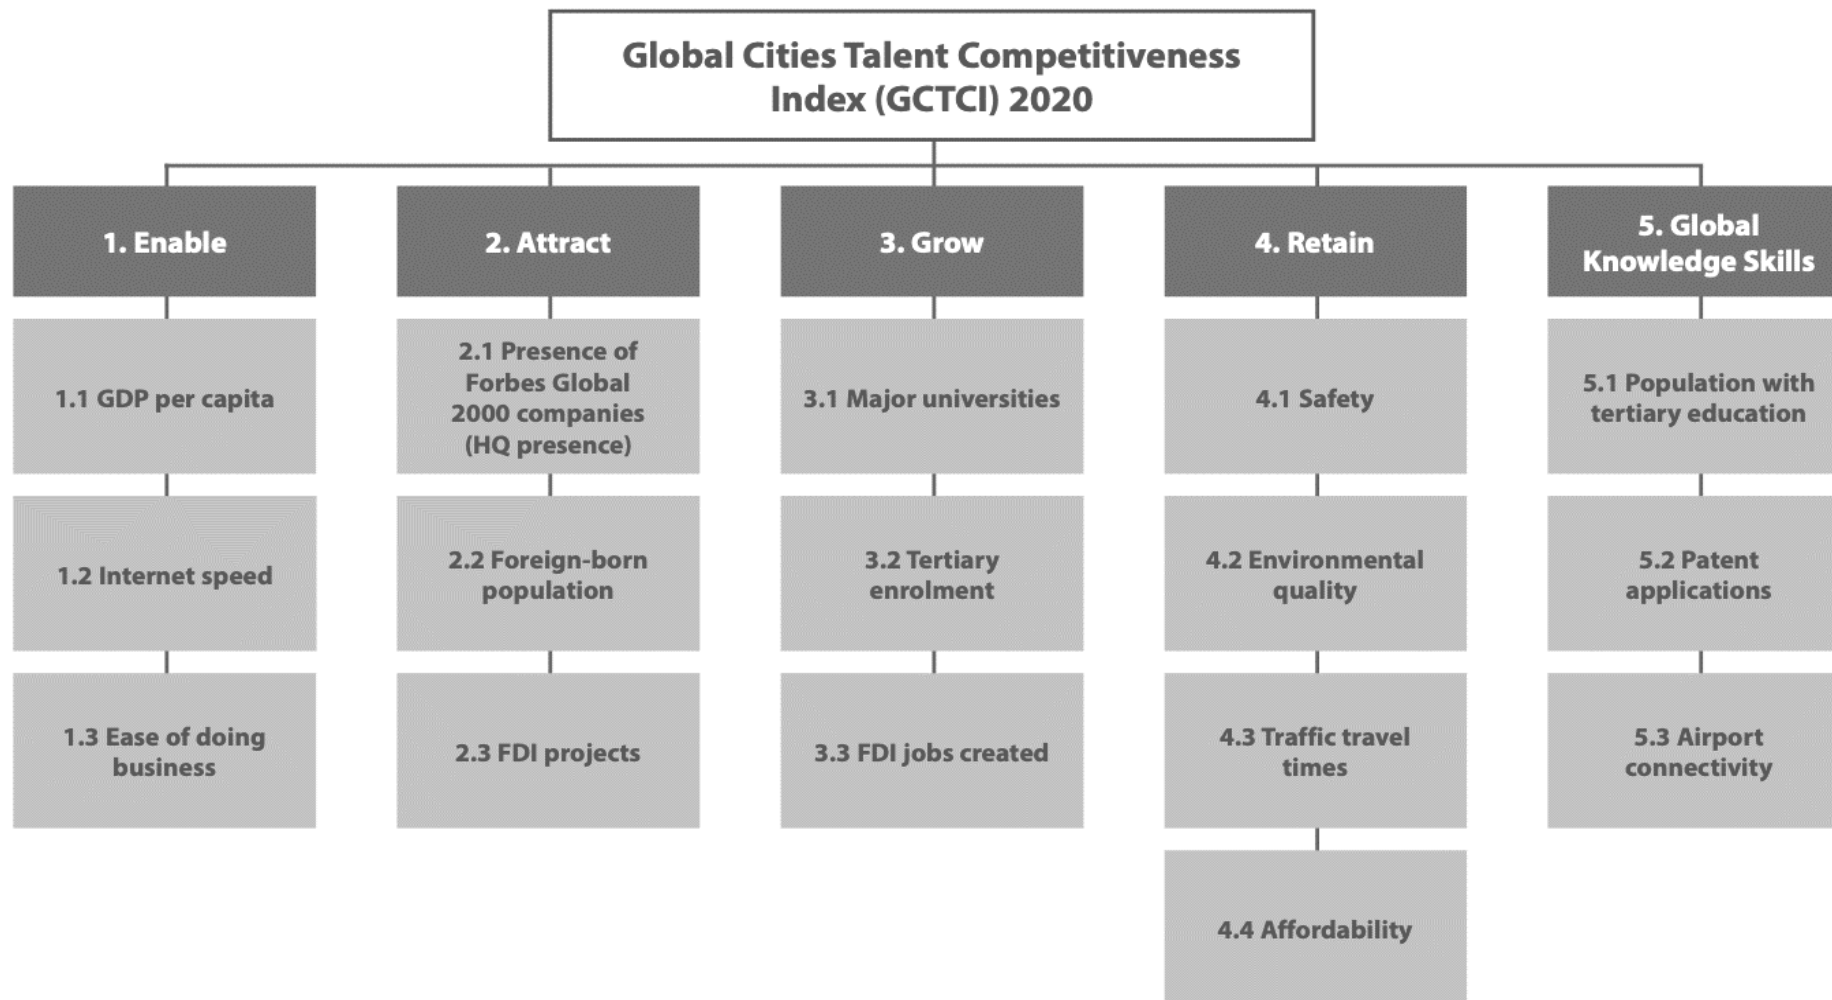 Global Cities Talent Competitiveness
Index (GCTCI) 2020
1. Enable
2. Attract
3. Grow
4. Retain
5. Global
Knowledge Skills
1.1 GDP per capita
2.1 Presence of
Forbes Global
2000 companies
(HQ presence)
3.1 Major universities
4.1 Safety
5.1 Population with
tertiary education
1.2 Internet speed
2.2 Foreign-born
population
3.2 Tertiary
enrolment
4.2 Environmental
quality
5.2 Patent
applications
1.3 Ease of doing
business
2.3 FDI projects
3.3 FDI jobs created
4.3 Traffic travel
times
5.3 Airport
connectivity
4.4 Affordability